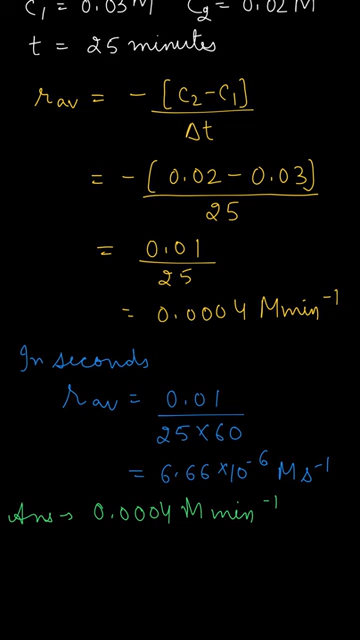 C₁ = 0.03 M C₂ = 0.02 M
t = 25 minutes
r_av = - [C₂ - C₁] / Δt
= - [0.02 - 0.03] / 25
= 0.01 / 25
= 0.0004 M min⁻¹
In seconds
r_av = 0.01 / 25×60
= 6.66×10⁻⁶ M s⁻¹
Ans → 0.0004 M min⁻¹